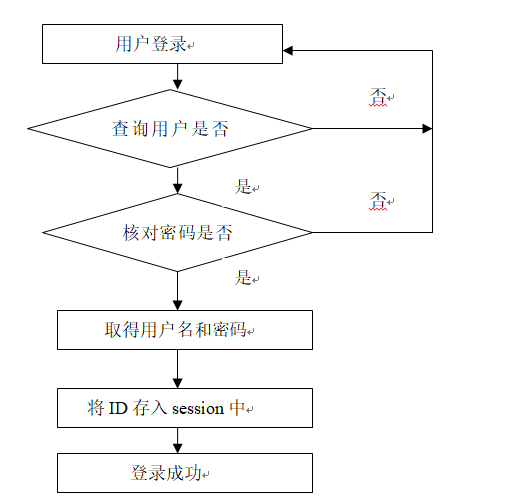 用户登录
否
查询用户是否
是
否
核对密码是否
是
取得用户名和密码
将 ID 存入 session 中
登录成功